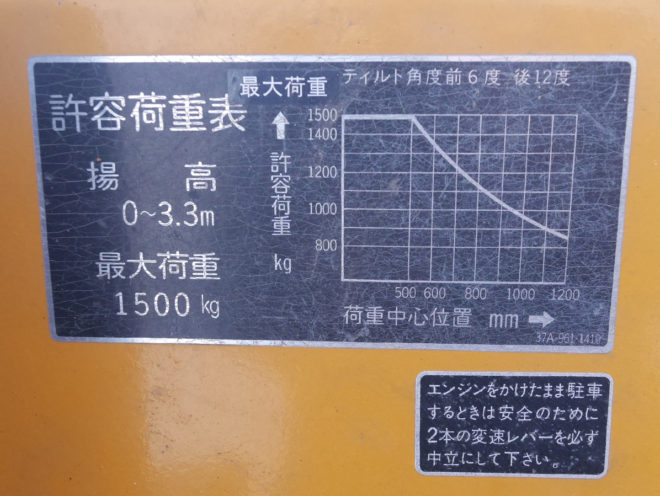 許容荷重表
揚 高
0~3.3m
最大荷重
1500 kg
最大荷重
ティルト角度前6度 後12度
許容荷重
kg
1500
1400
1200
1000
800
500 600 800 1000 1200
荷重中心位置 mm →
37A-961-1410
エンジンをかけたまま駐車
するときは安全のために
2本の変速レバーを必ず
中立にして下さい。